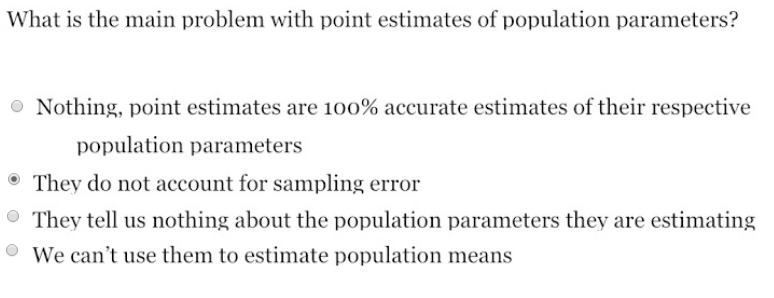 What is the main problem with point estimates of population parameters?
Nothing, point estimates are 100% accurate estimates of their respective
population parameters
They do not account for sampling error
They tell us nothing about the population parameters they are estimating
We can't use them to estimate population means